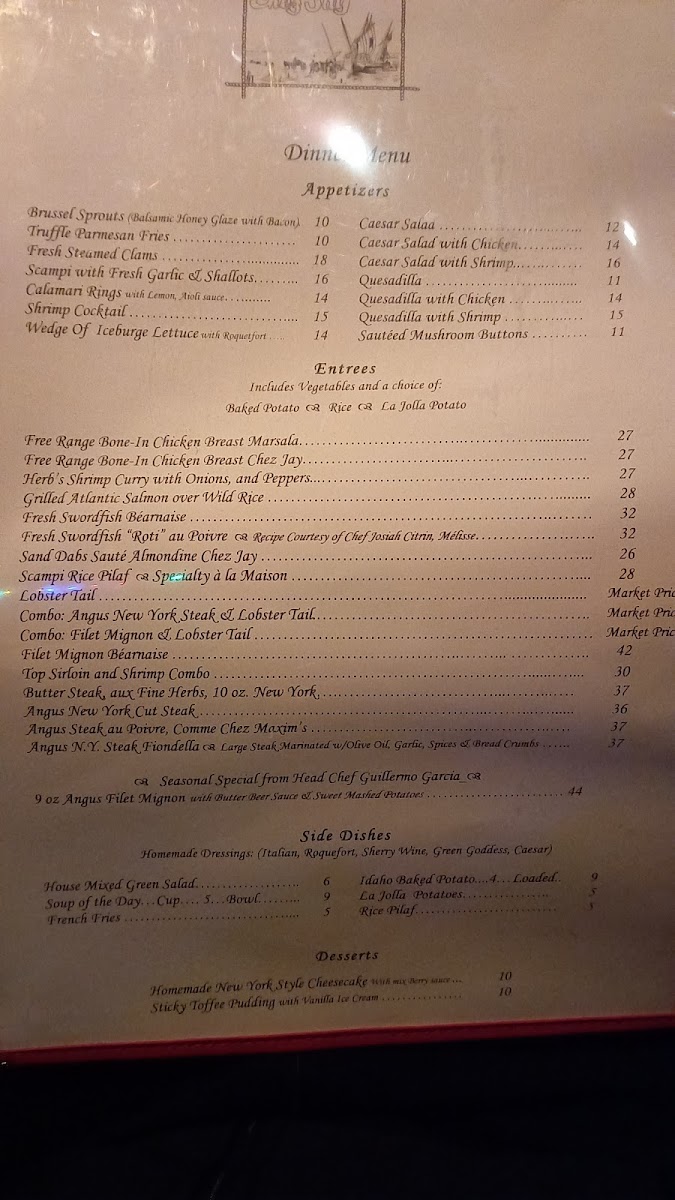 Chez Jays
Dinner Menu
Appetizers
Brussel Sprouts (Balsamic Honey Glaze with Bacon) 10
Truffle Parmesan Fries 10
Fresh Steamed Clams 18
Scampi with Fresh Garlic & Shallots 16
Calamari Rings with Lemon, Aioli sauce 14
Shrimp Cocktail 15
Wedge Of Iceburge Lettuce with Roquefort 14
Caesar Salad 12
Caesar Salad with Chicken 14
Caesar Salad with Shrimp 16
Quesadilla 11
Quesadilla with Chicken 14
Quesadilla with Shrimp 15
Sautéed Mushroom Buttons 11
Entrees
Includes Vegetables and a choice of:
Baked Potato Rice La Jolla Potato
Free Range Bone-In Chicken Breast Marsala 27
Free Range Bone-In Chicken Breast Chez Jay 27
Herb's Shrimp Curry with Onions, and Peppers 27
Grilled Atlantic Salmon over Wild Rice 28
Fresh Swordfish Béarnaise 32
Fresh Swordfish "Roti" au Poivre Recipe Courtesy of Chef Josiah Citrin, Mélisse 32
Sand Dabs Sauté Almondine Chez Jay 26
Scampi Rice Pilaf Specialty à la Maison 28
Lobster Tail Market Pric
Combo: Angus New York Steak & Lobster Tail Market Pric
Combo: Filet Mignon & Lobster Tail Market Pric
Filet Mignon Béarnaise 42
Top Sirloin and Shrimp Combo 30
Butter Steak, aux Fine Herbs, 10 oz. New York 37
Angus New York Cut Steak 36
Angus Steak au Poivre, Comme Chez Maxim's 37
Angus N.Y. Steak Fiondella Large Steak Marinated w/Olive Oil, Garlic, Spices & Bread Crumbs 37
Seasonal Special from Head Chef Guillermo Garcia
9 oz Angus Filet Mignon with Butter Beer Sauce & Sweet Mashed Potatoes 44
Side Dishes
Homemade Dressings: (Italian, Roquefort, Sherry Wine, Green Goddess, Caesar)
House Mixed Green Salad 6
Soup of the Day...Cup.... 5...Bowl 9
French Fries 5
Idaho Baked Potato....4....Loaded.. 9
La Jolla Potatoes 5
Rice Pilaf 5
Desserts
Homemade New York Style Cheesecake with mix Berry sauce 10
Sticky Toffee Pudding with Vanilla Ice Cream 10